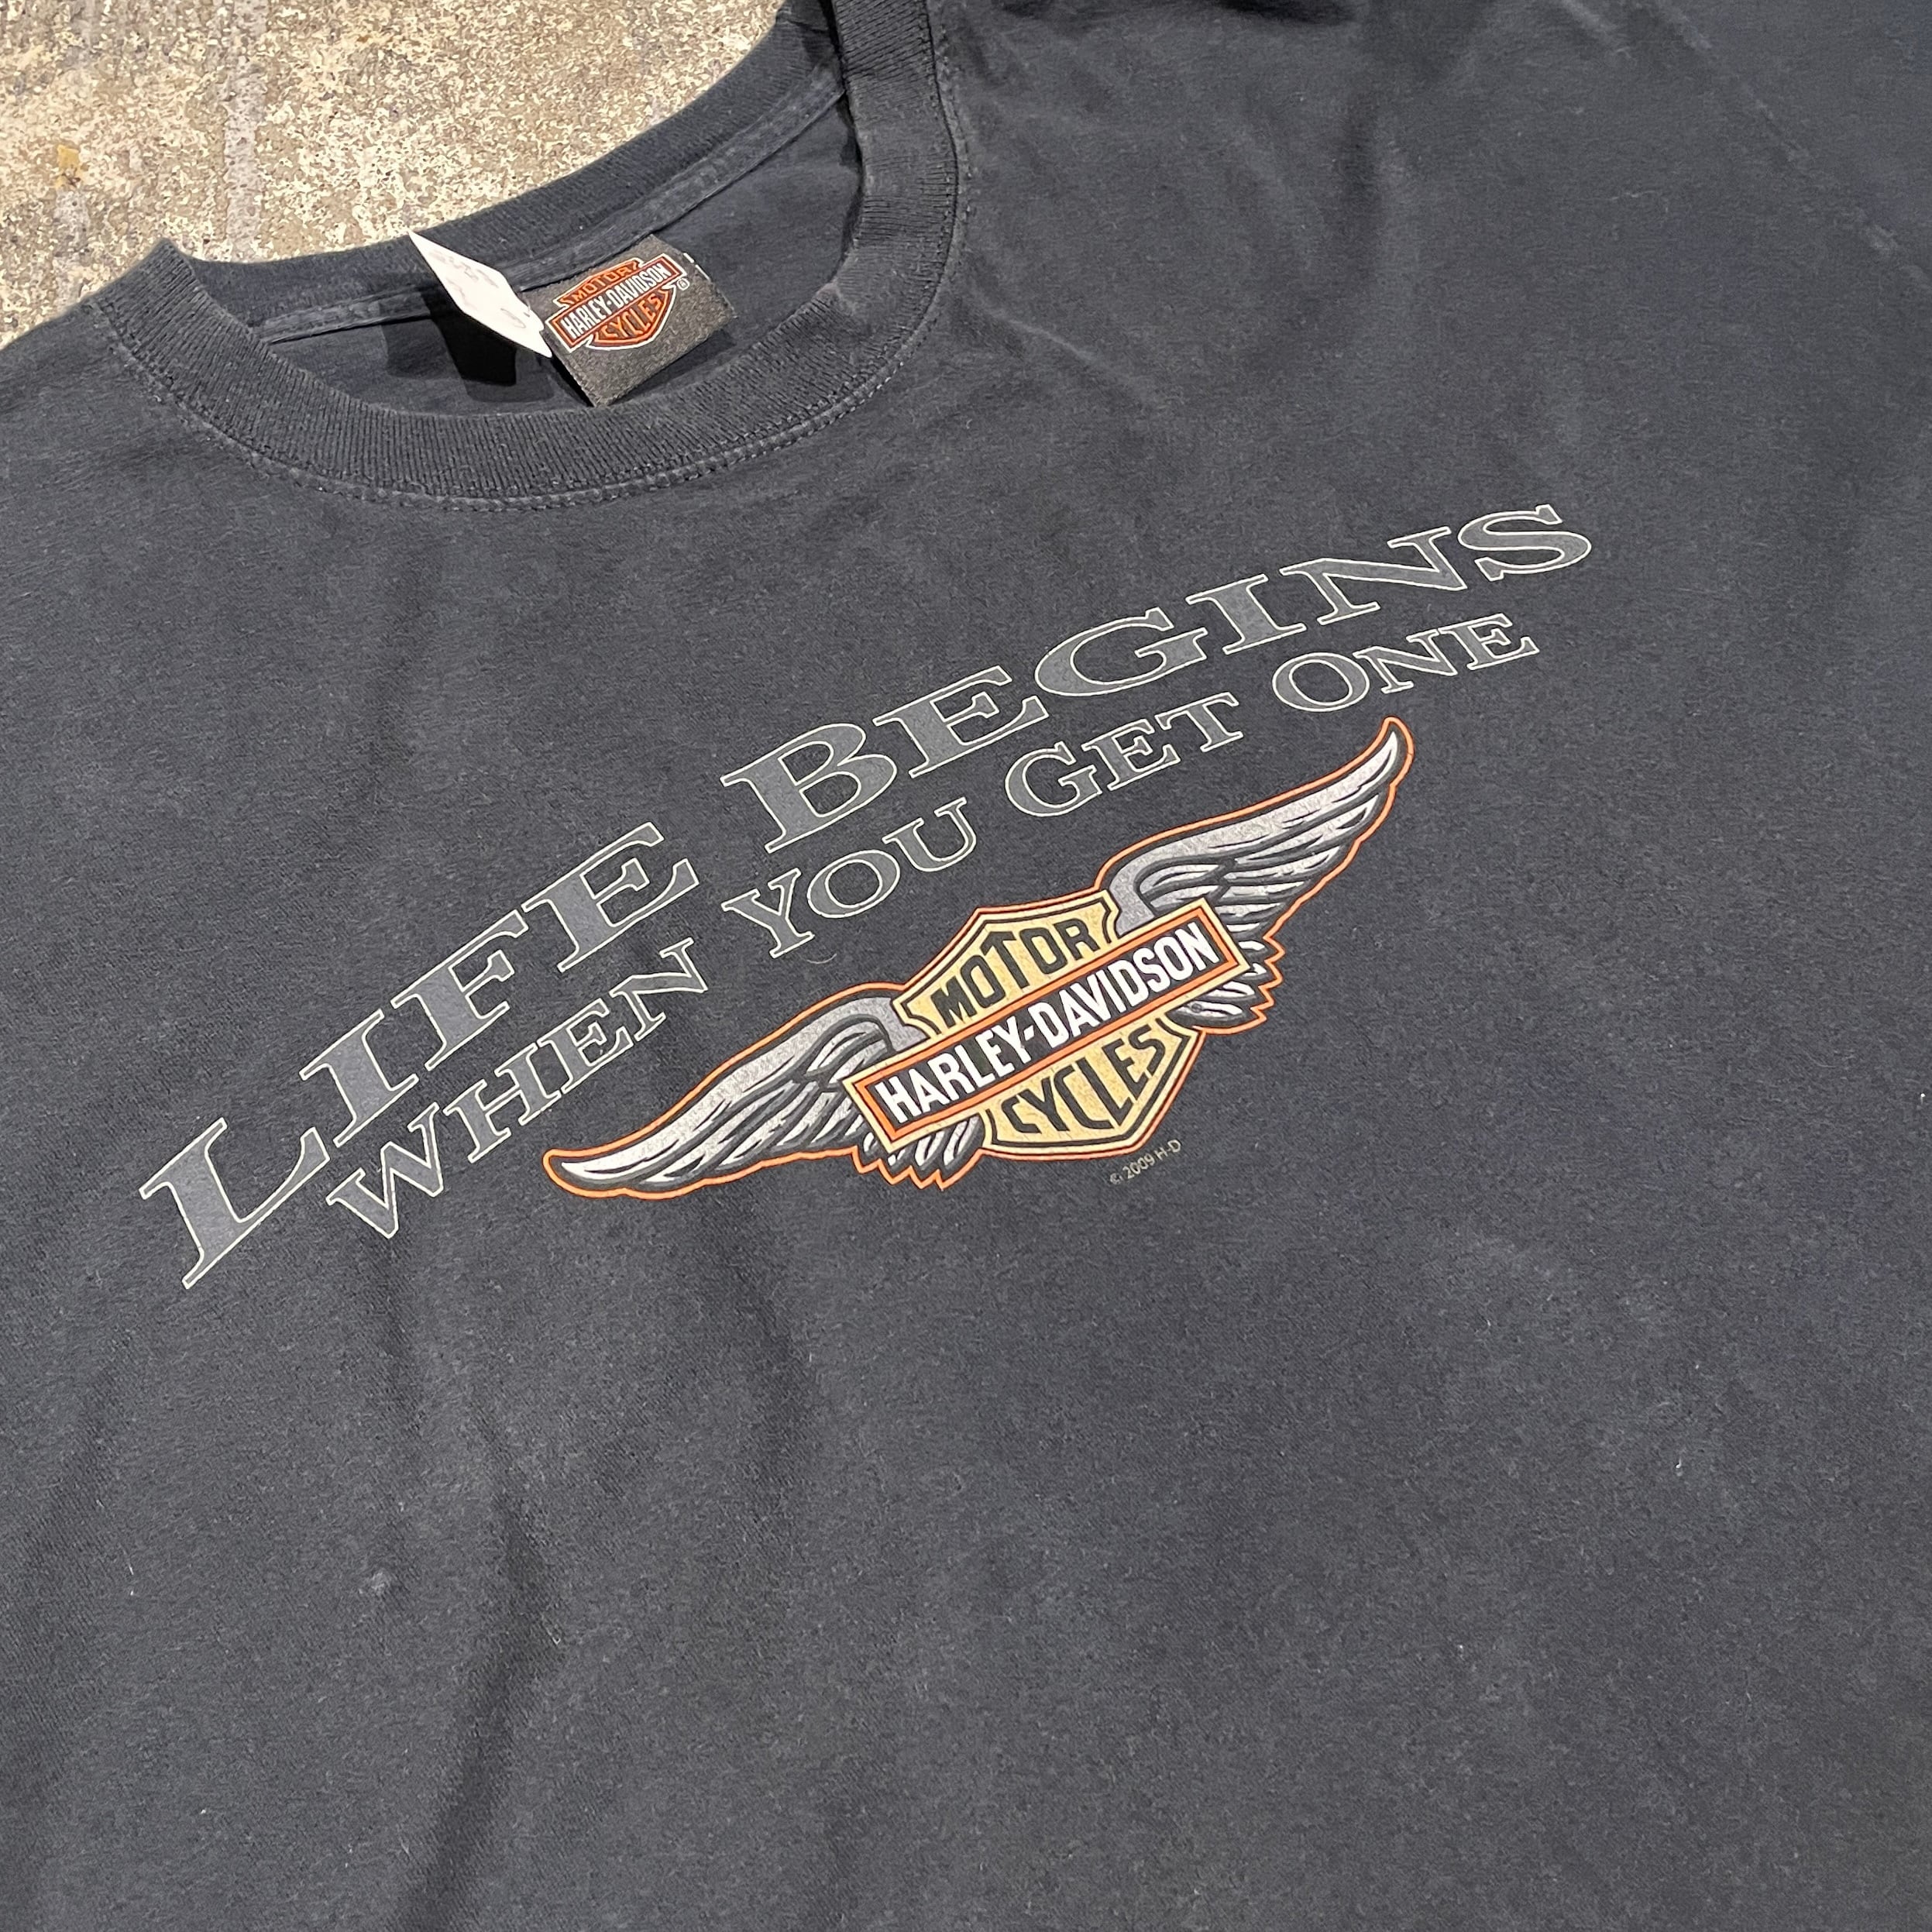 MOTOR
HARLEY-DAVIDSON
CYCLES
®
LIFE BEGINS
WHEN YOU GET ONE
MOTOR
HARLEY-DAVIDSON
CYCLES
© 2009 H-D